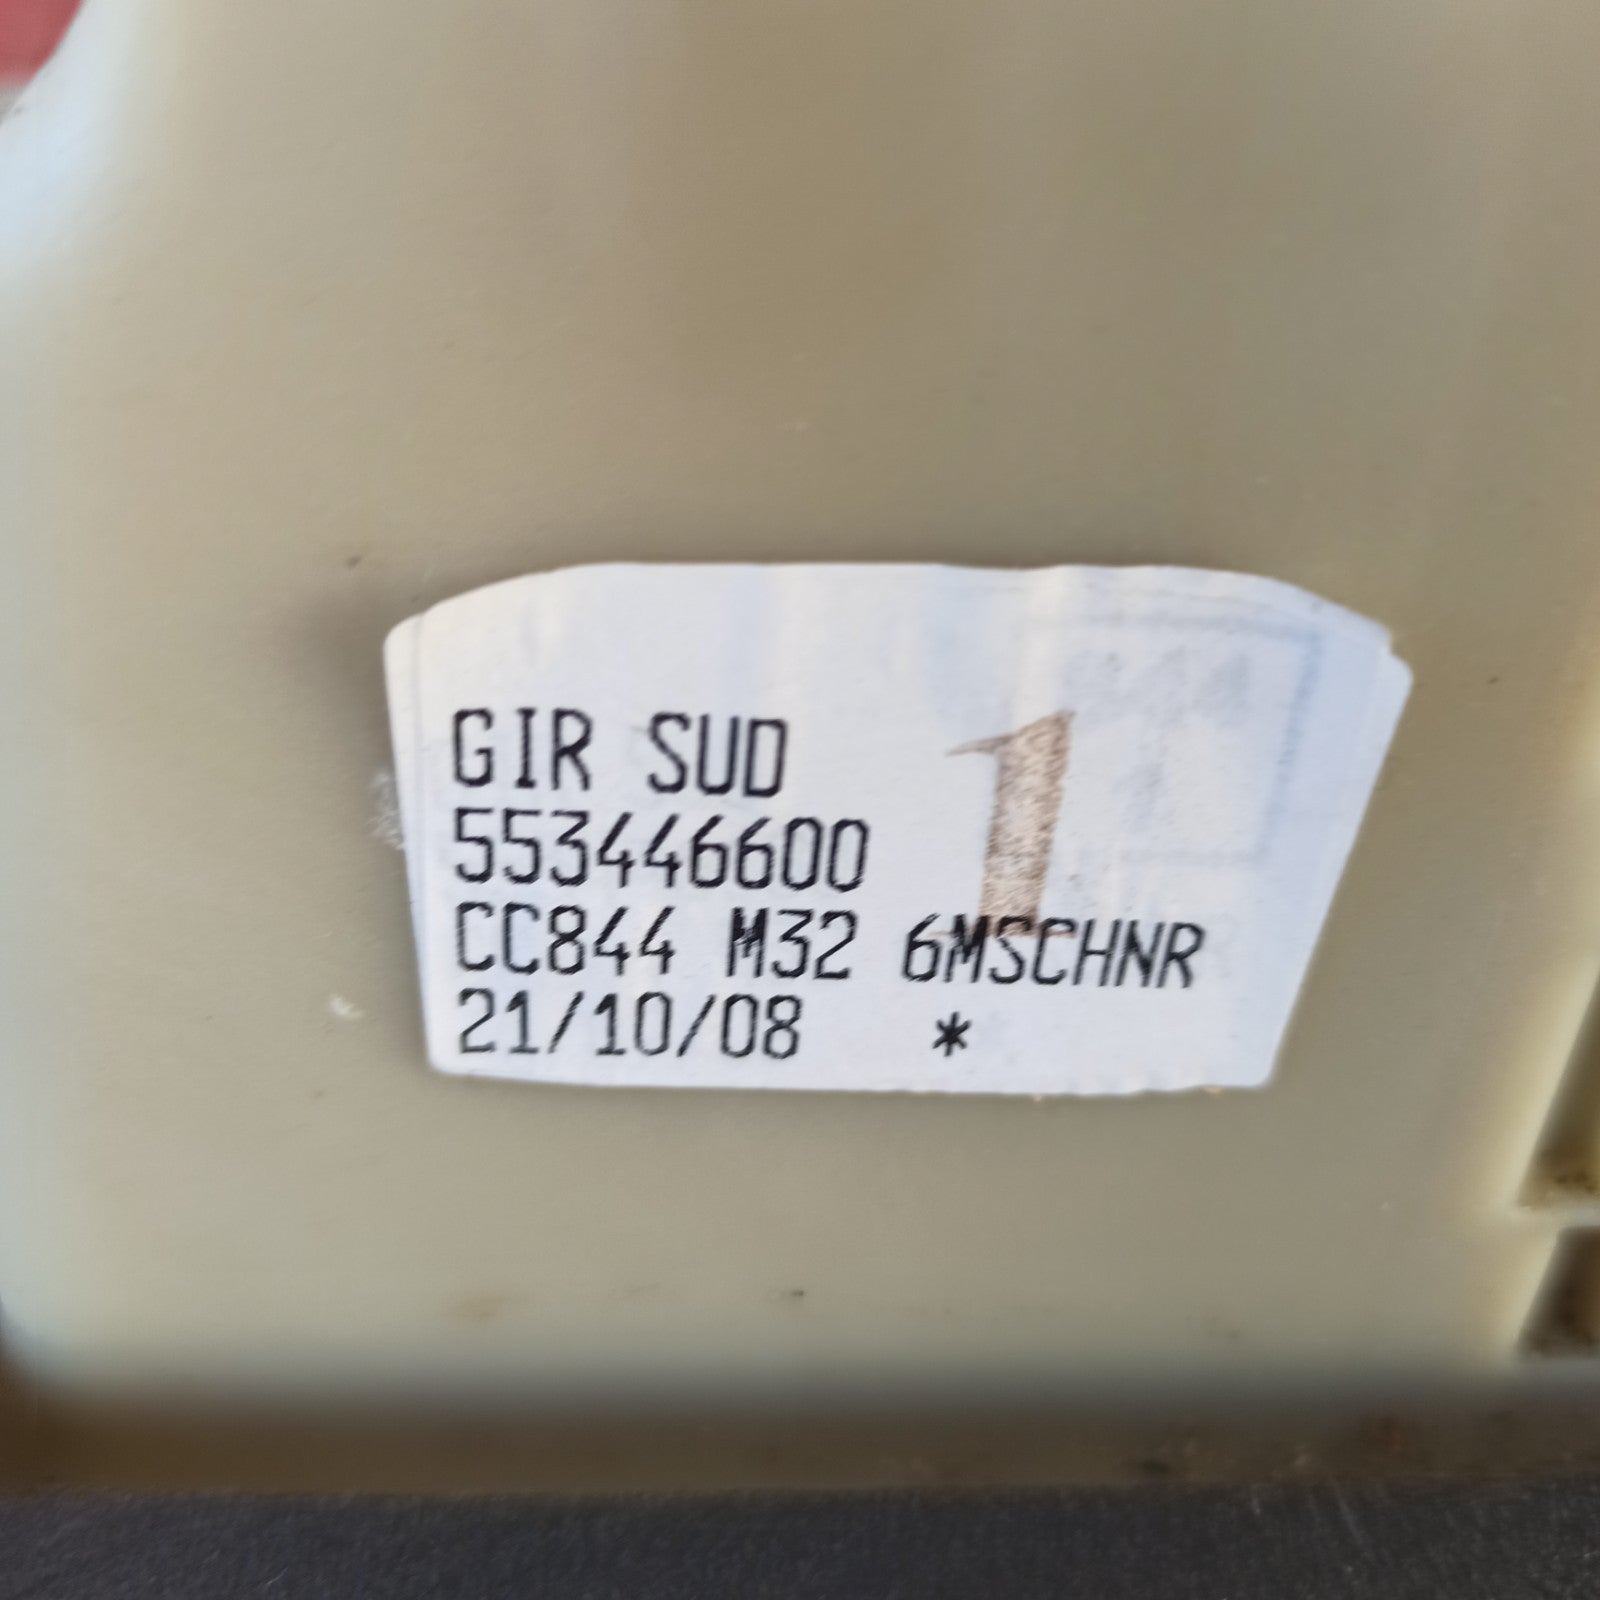 GIR SUD
1
553446600
CC844 M32 6MSCHNR
21/10/08 *